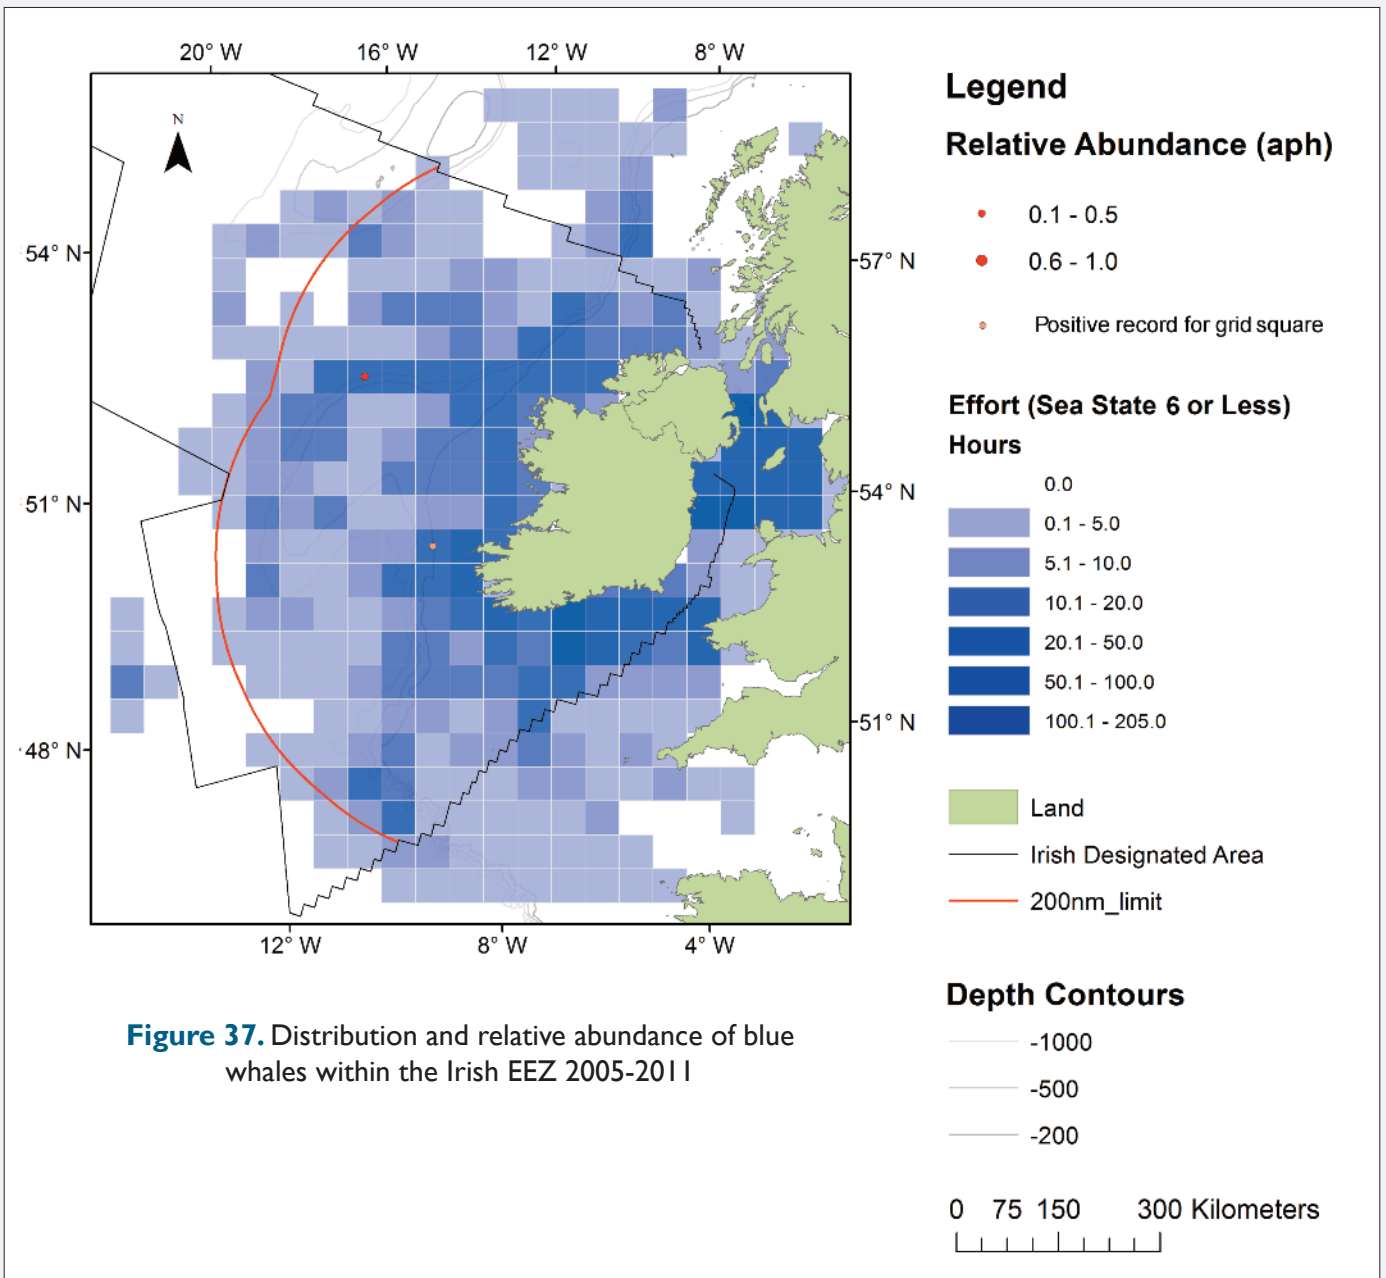 20° W 16° W 12° W 8° W
N
54° N
51° N
48° N
57° N
54° N
51° N
12° W 8° W 4° W
Figure 37. Distribution and relative abundance of blue
whales within the Irish EEZ 2005-2011
Legend
Relative Abundance (aph)
0.1 - 0.5
0.6 - 1.0
Positive record for grid square
Effort (Sea State 6 or Less)
Hours
0.0
0.1 - 5.0
5.1 - 10.0
10.1 - 20.0
20.1 - 50.0
50.1 - 100.0
100.1 - 205.0
Land
Irish Designated Area
200nm_limit
Depth Contours
-1000
-500
-200
0 75 150 300 Kilometers